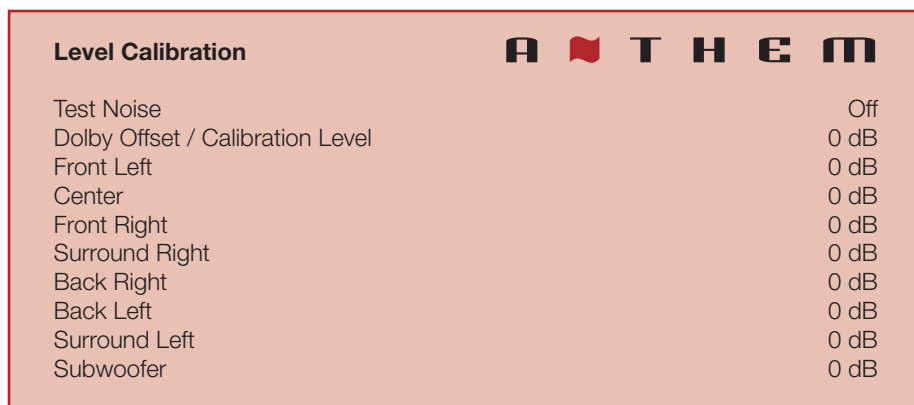 Level Calibration A N T H E M
Test Noise Off
Dolby Offset / Calibration Level 0 dB
Front Left 0 dB
Center 0 dB
Front Right 0 dB
Surround Right 0 dB
Back Right 0 dB
Back Left 0 dB
Surround Left 0 dB
Subwoofer 0 dB